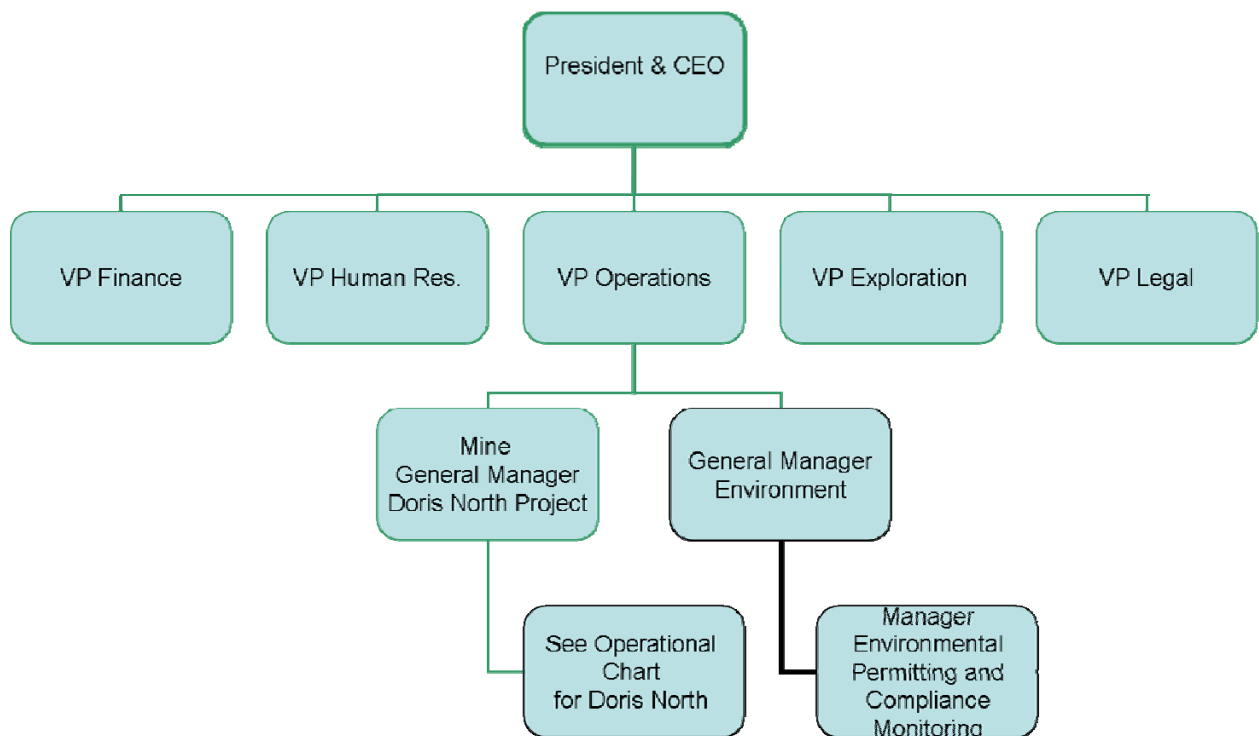 President & CEO
VP Finance
VP Human Res.
VP Operations
VP Exploration
VP Legal
Mine
General Manager
Doris North Project
General Manager
Environment
See Operational
Chart
for Doris North
Manager
Environmental
Permitting and
Compliance
Monitoring